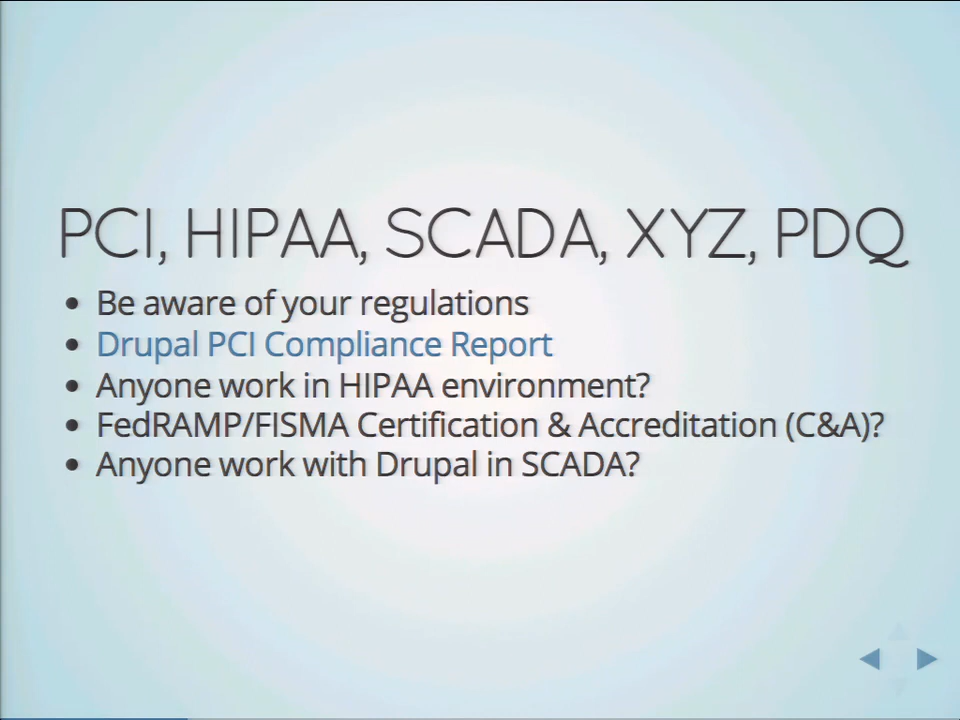 PCI, HIPAA, SCADA, XYZ, PDQ
• Be aware of your regulations
• Drupal PCI Compliance Report
• Anyone work in HIPAA environment?
• FedRAMP/FISMA Certification & Accreditation (C&A)?
• Anyone work with Drupal in SCADA?